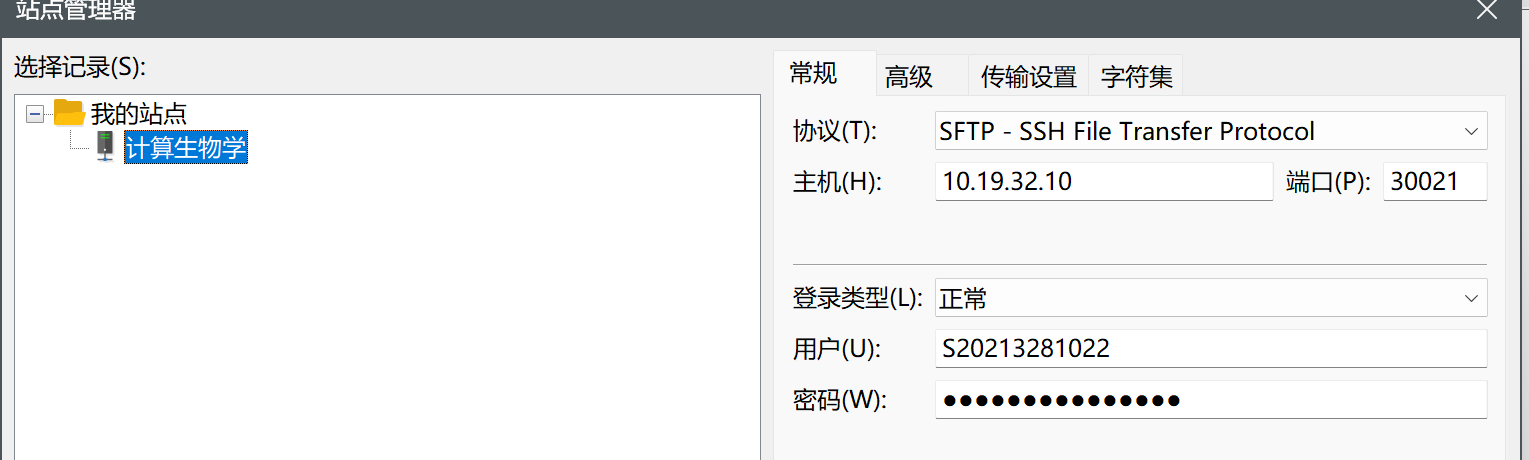 站点管理器
选择记录(S):
我的站点
计算生物学
常规 高级 传输设置 字符集
协议(T): SFTP - SSH File Transfer Protocol
主机(H): 10.19.32.10 端口(P): 30021
登录类型(L): 正常
用户(U): S20213281022
密码(W): ●●●●●●●●●●●●●●●